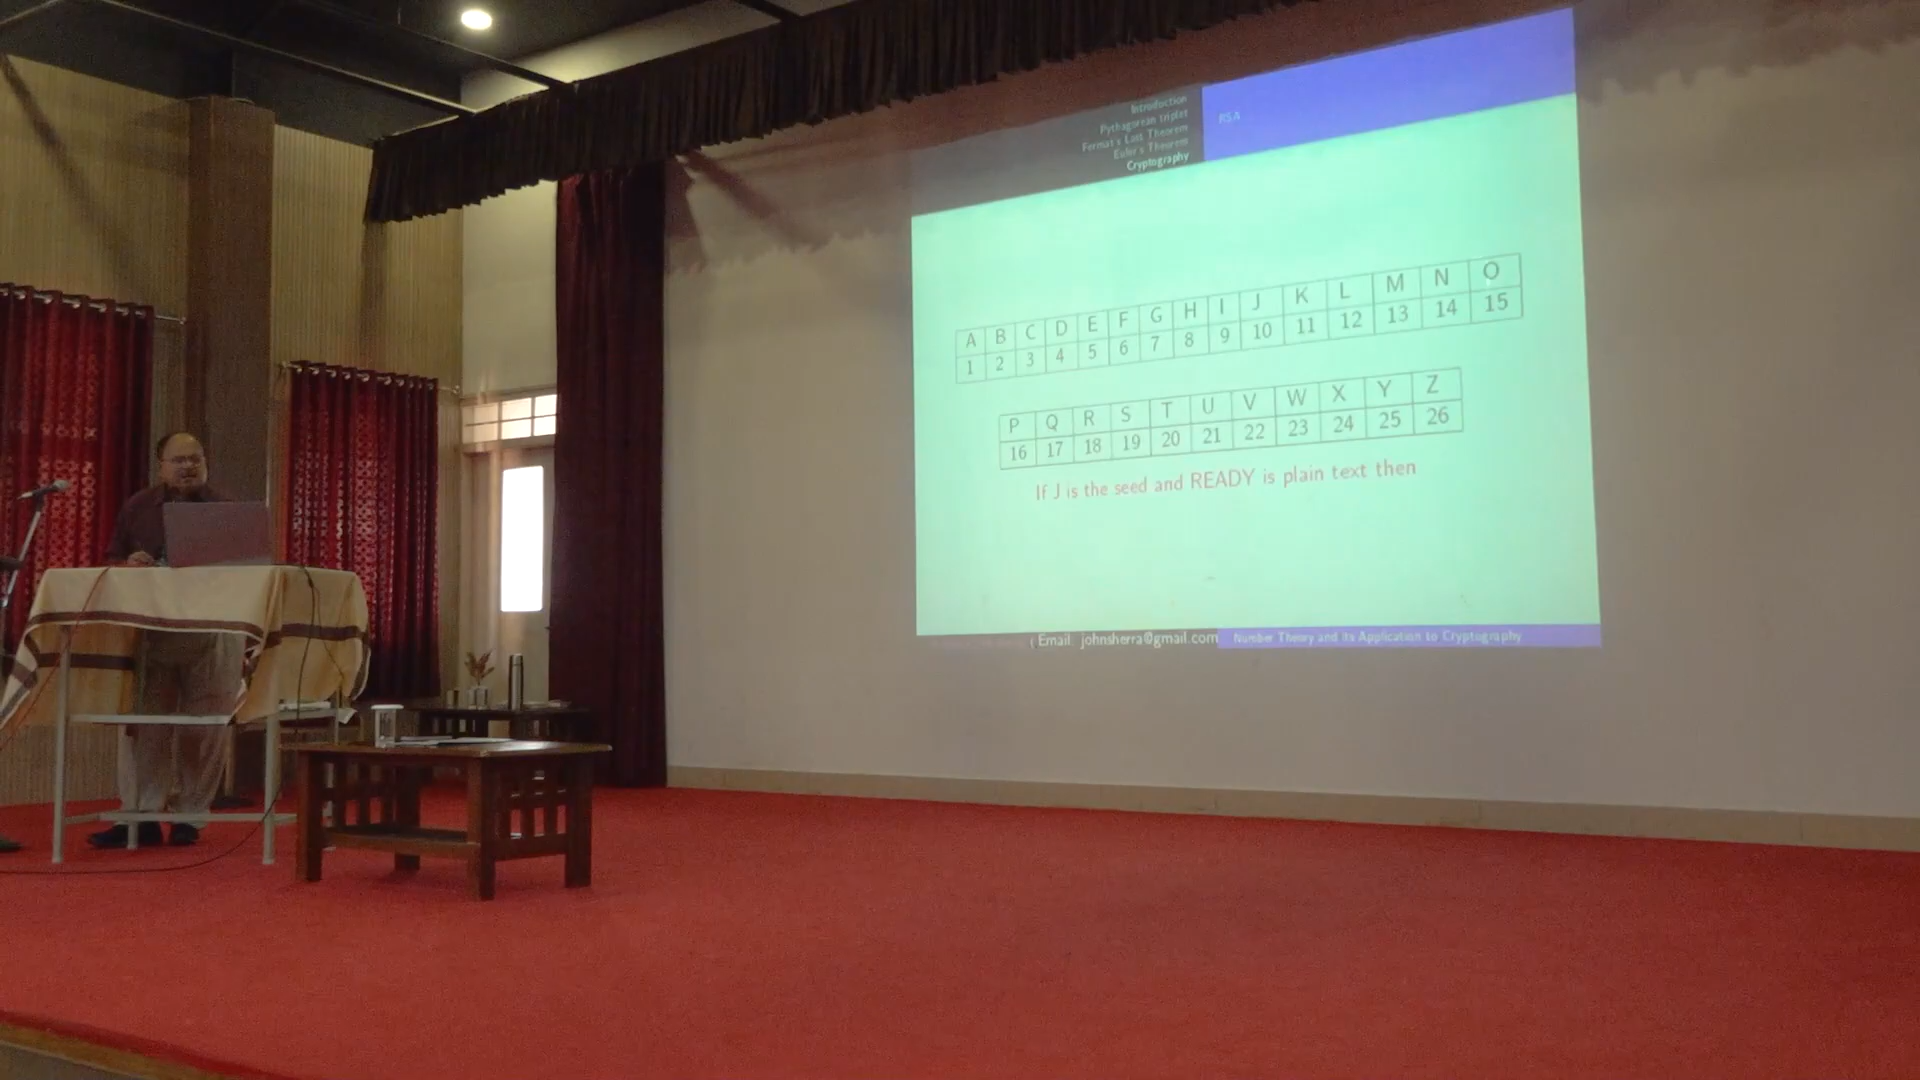 Introduction
Pythagorean triplet
Fermat's Last Theorem
Euler's Theorem
Cryptography
RSA
A B C D E F G H I J K L M N O
1 2 3 4 5 6 7 8 9 10 11 12 13 14 15
P Q R S T U V W X Y Z
16 17 18 19 20 21 22 23 24 25 26
If J is the seed and READY is plain text then
( Email: johnsherra@gmail.com
Number Theory and its Application to Cryptography